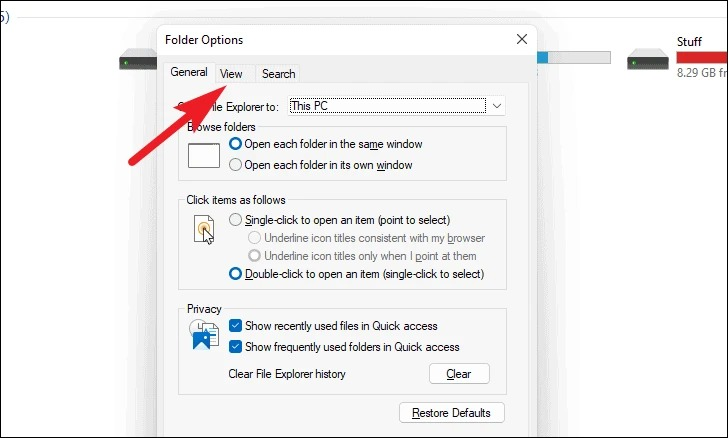 5)
Folder Options
Stuff
8.29 GB fr
General View Search
File Explorer to: This PC
Browse folders
Open each folder in the same window
Open each folder in its own window
Click items as follows
Single-click to open an item (point to select)
Underline icon titles consistent with my browser
Underline icon titles only when I point at them
Double-click to open an item (single-click to select)
Privacy
Show recently used files in Quick access
Show frequently used folders in Quick access
Clear File Explorer history Clear
Restore Defaults